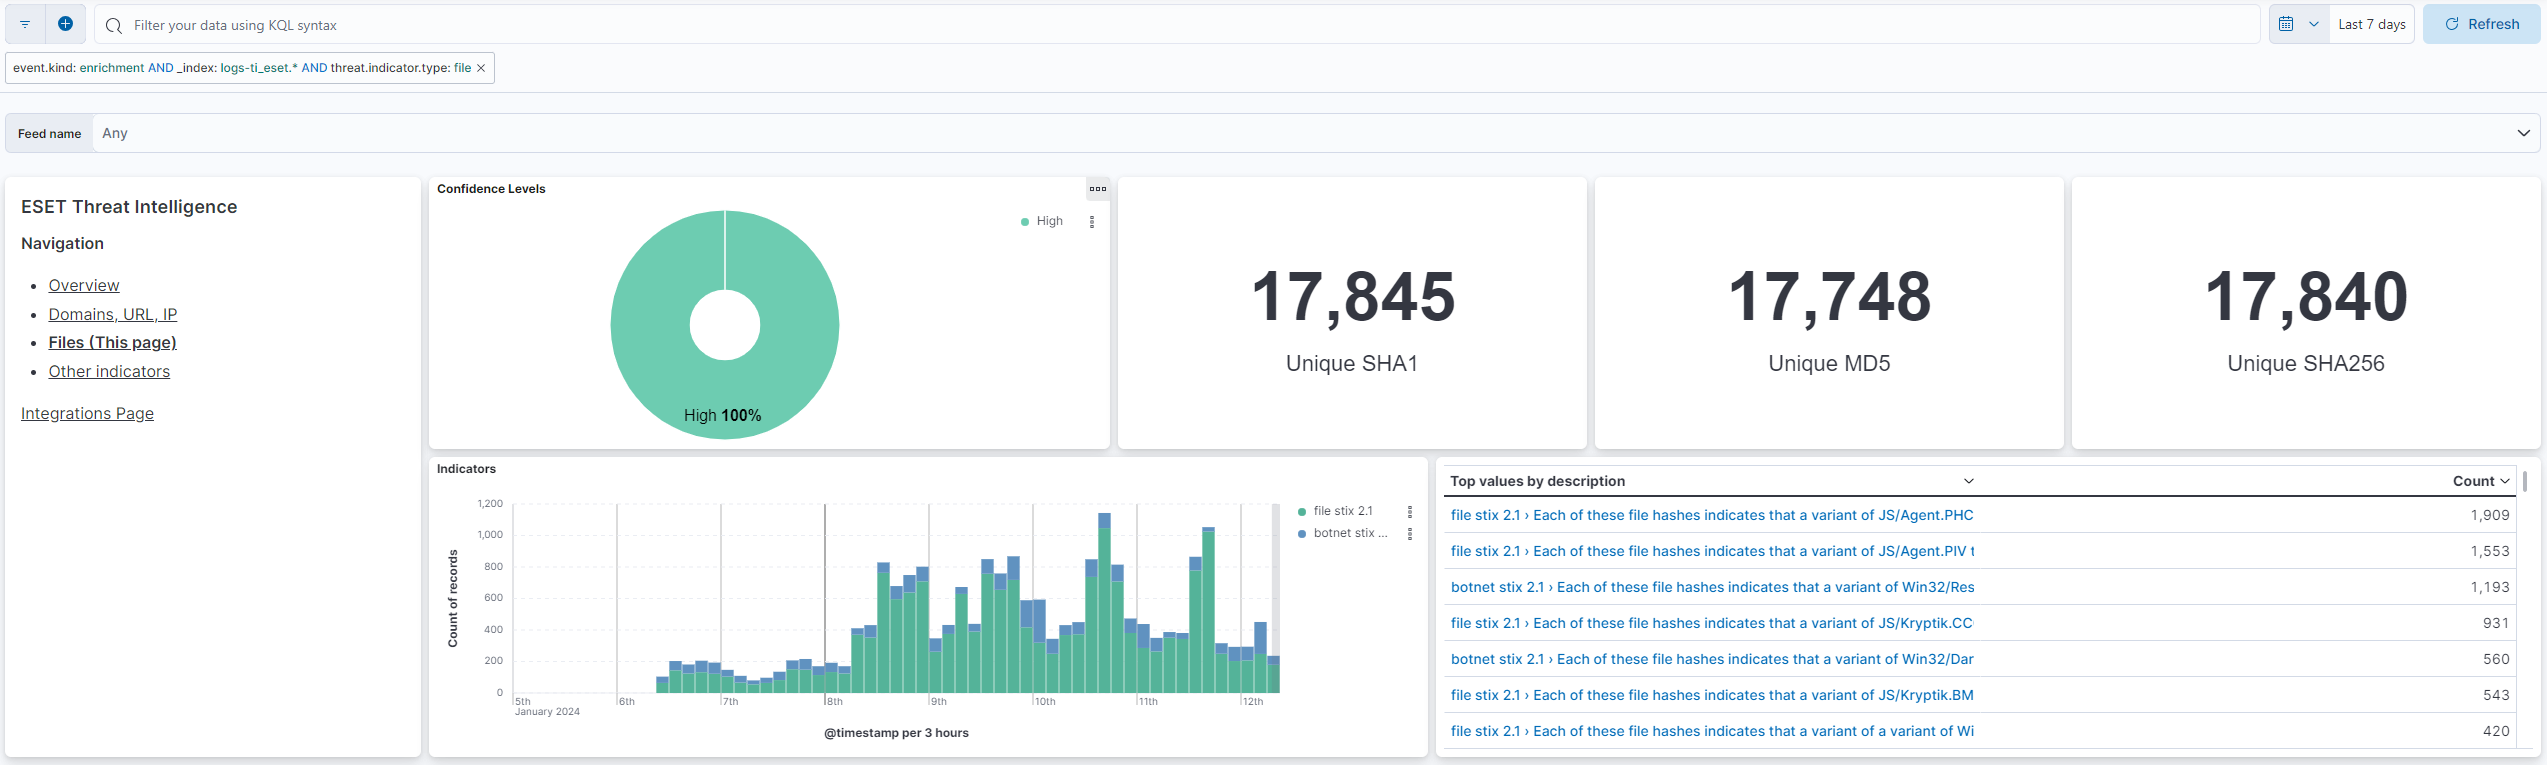 Filter your data using KQL syntax
Last 7 days
Refresh
event.kind: enrichment AND _index: logs-ti_eset.* AND threat.indicator.type: file
Feed name
Any
ESET Threat Intelligence
Navigation
Overview
Domains, URL, IP
Files (This page)
Other indicators
Integrations Page
Confidence Levels
High
High 100%
17,845
Unique SHA1
17,748
Unique MD5
17,840
Unique SHA256
Indicators
Count of records
1,200
1,000
800
600
400
200
0
5th
6th
7th
8th
9th
10th
11th
12th
January 2024
@timestamp per 3 hours
file stix 2.1
botnet stix ...
Top values by description
Count
file stix 2.1 › Each of these file hashes indicates that a variant of JS/Agent.PHC
1,909
file stix 2.1 › Each of these file hashes indicates that a variant of JS/Agent.PIV t
1,553
botnet stix 2.1 › Each of these file hashes indicates that a variant of Win32/Res
1,193
file stix 2.1 › Each of these file hashes indicates that a variant of JS/Kryptik.CC
931
botnet stix 2.1 › Each of these file hashes indicates that a variant of Win32/Dar
560
file stix 2.1 › Each of these file hashes indicates that a variant of JS/Kryptik.BM
543
file stix 2.1 › Each of these file hashes indicates that a variant of a variant of Wi
420